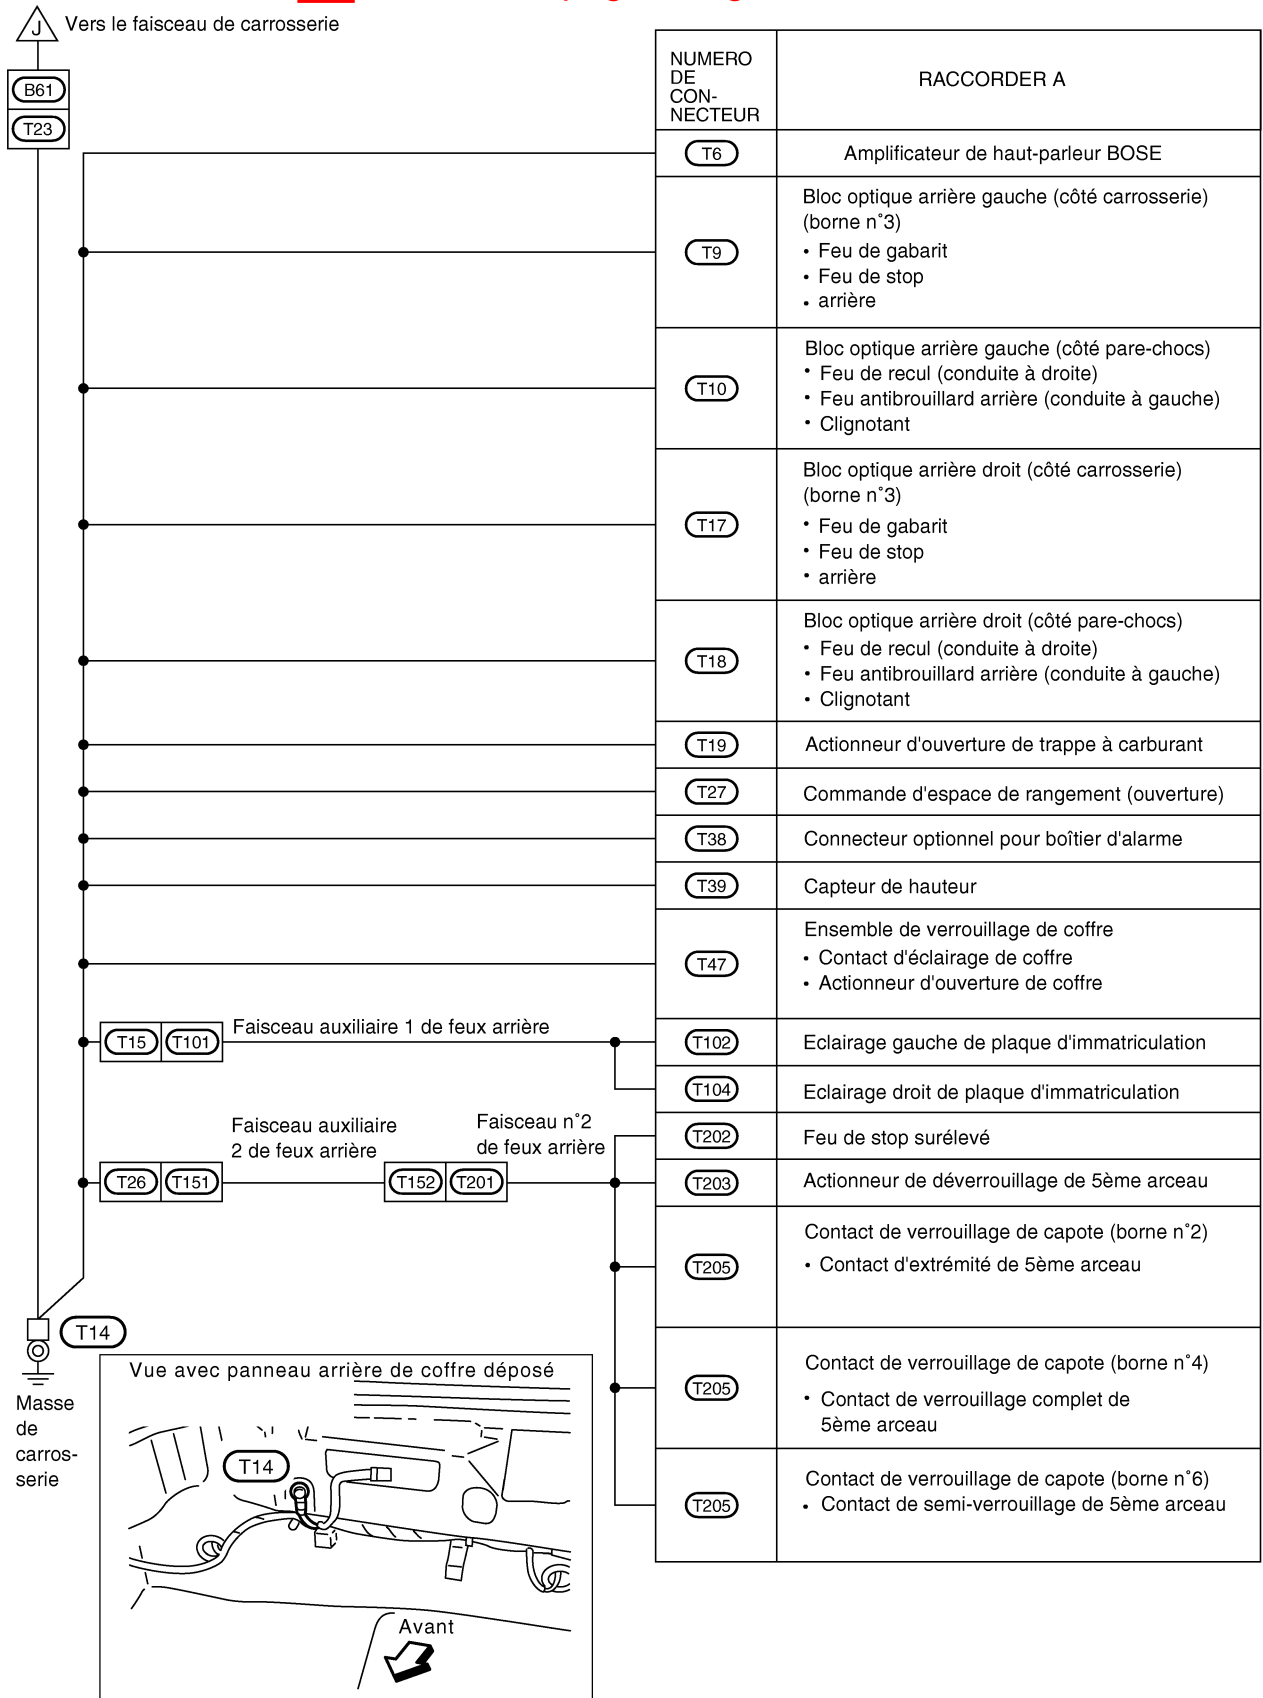 J
Vers le faisceau de carrosserie
B61
T23
NUMERO
DE
CON-
NECTEUR
RACCORDER A
T6
Amplificateur de haut-parleur BOSE
T9
Bloc optique arrière gauche (côté carrosserie)
(borne n°3)
• Feu de gabarit
• Feu de stop
• arrière
T10
Bloc optique arrière gauche (côté pare-chocs)
• Feu de recul (conduite à droite)
• Feu antibrouillard arrière (conduite à gauche)
• Clignotant
T17
Bloc optique arrière droit (côté carrosserie)
(borne n°3)
• Feu de gabarit
• Feu de stop
• arrière
T18
Bloc optique arrière droit (côté pare-chocs)
• Feu de recul (conduite à droite)
• Feu antibrouillard arrière (conduite à gauche)
• Clignotant
T19
Actionneur d'ouverture de trappe à carburant
T27
Commande d'espace de rangement (ouverture)
T38
Connecteur optionnel pour boîtier d'alarme
T39
Capteur de hauteur
T47
Ensemble de verrouillage de coffre
• Contact d'éclairage de coffre
• Actionneur d'ouverture de coffre
T15
T101
Faisceau auxiliaire 1 de feux arrière
T102
Eclairage gauche de plaque d'immatriculation
T104
Eclairage droit de plaque d'immatriculation
Faisceau auxiliaire
2 de feux arrière
Faisceau n°2
de feux arrière
T202
Feu de stop surélevé
T26
T151
T152
T201
T203
Actionneur de déverrouillage de 5ème arceau
T205
Contact de verrouillage de capote (borne n°2)
• Contact d'extrémité de 5ème arceau
T205
Contact de verrouillage de capote (borne n°4)
• Contact de verrouillage complet de
5ème arceau
T205
Contact de verrouillage de capote (borne n°6)
• Contact de semi-verrouillage de 5ème arceau
T14
Masse
de
carros-
serie
Vue avec panneau arrière de coffre déposé
T14
Avant